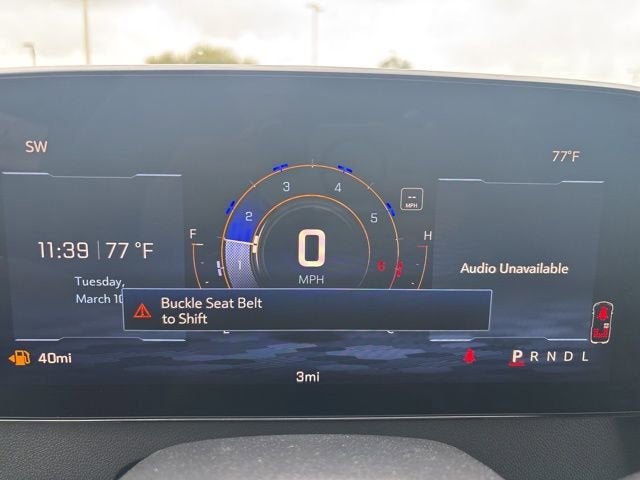 SW
77°F
11:39 | 77 °F
Tuesday,
March 10
1
2
3
4
5
6
0
MPH
--
MPH
F
H
Audio Unavailable
Buckle Seat Belt
to Shift
40mi
3mi
P R N D L